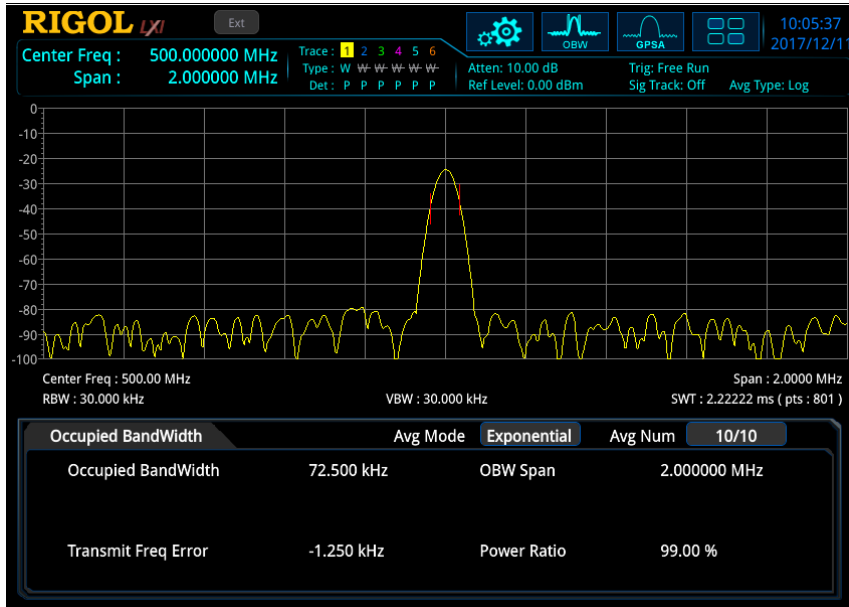 RIGOL LXI Ext
OBW GPSA
10:05:37
2017/12/11
Center Freq : 500.000000 MHz
Span : 2.000000 MHz
Trace : 1 2 3 4 5 6
Type : W W W W W W
Det : P P P P P P
Atten: 10.00 dB
Ref Level: 0.00 dBm
Trig: Free Run
Sig Track: Off Avg Type: Log
0
-10
-20
-30
-40
-50
-60
-70
-80
-90
-100
Center Freq : 500.00 MHz Span : 2.0000 MHz
RBW : 30.000 kHz VBW : 30.000 kHz SWT : 2.22222 ms ( pts : 801 )
Occupied BandWidth Avg Mode Exponential Avg Num 10/10
Occupied BandWidth 72.500 kHz OBW Span 2.000000 MHz
Transmit Freq Error -1.250 kHz Power Ratio 99.00 %